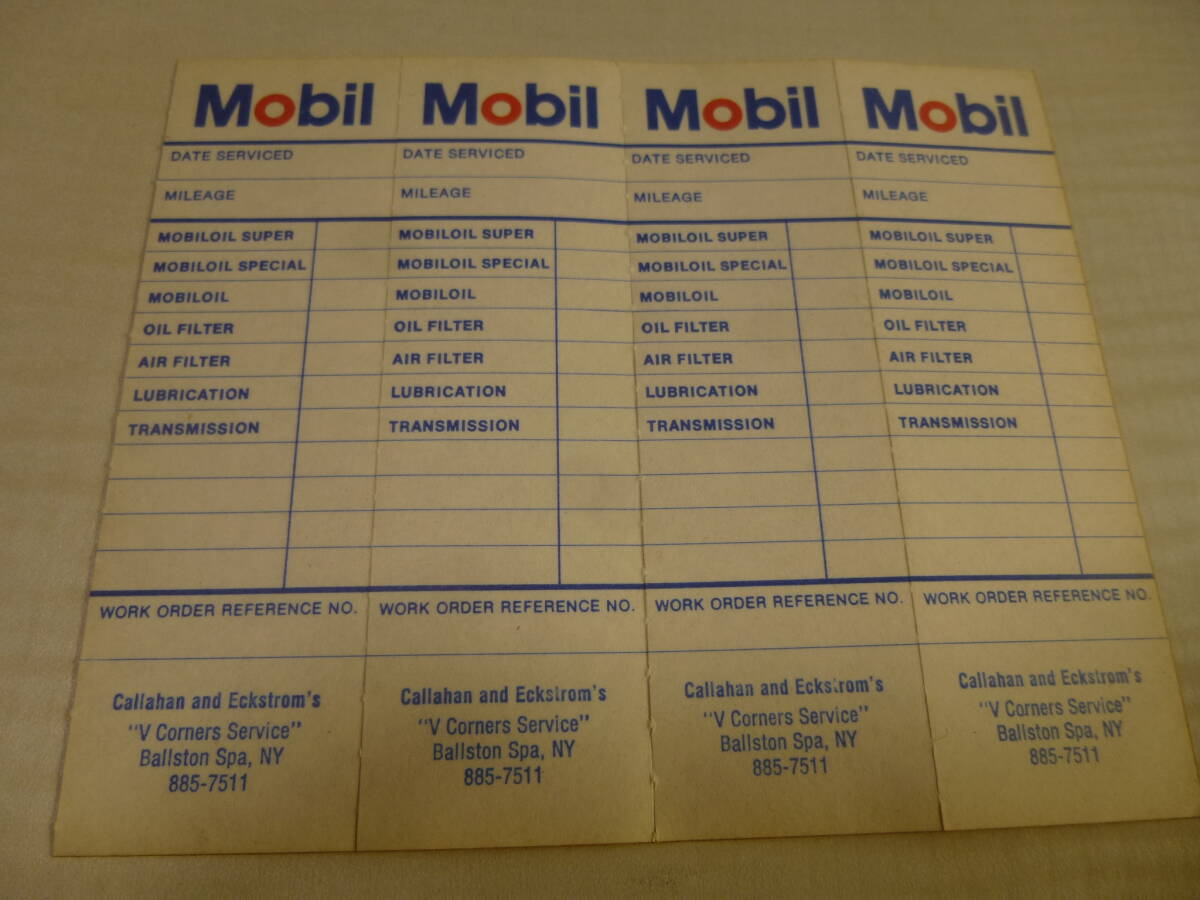 Mobil Mobil Mobil Mobil
DATE SERVICED DATE SERVICED DATE SERVICED DATE SERVICED
MILEAGE MILEAGE MILEAGE MILEAGE
MOBILOIL SUPER MOBILOIL SUPER MOBILOIL SUPER MOBILOIL SUPER
MOBILOIL SPECIAL MOBILOIL SPECIAL MOBILOIL SPECIAL MOBILOIL SPECIAL
MOBILOIL MOBILOIL MOBILOIL MOBILOIL
OIL FILTER OIL FILTER OIL FILTER OIL FILTER
AIR FILTER AIR FILTER AIR FILTER AIR FILTER
LUBRICATION LUBRICATION LUBRICATION LUBRICATION
TRANSMISSION TRANSMISSION TRANSMISSION TRANSMISSION
WORK ORDER REFERENCE NO. WORK ORDER REFERENCE NO. WORK ORDER REFERENCE NO. WORK ORDER REFERENCE NO.
Callahan and Eckstrom's Callahan and Eckstrom's Callahan and Eckstrom's Callahan and Eckstrom's
"V Corners Service" "V Corners Service" "V Corners Service" "V Corners Service"
Ballston Spa, NY Ballston Spa, NY Ballston Spa, NY Ballston Spa, NY
885-7511 885-7511 885-7511 885-7511